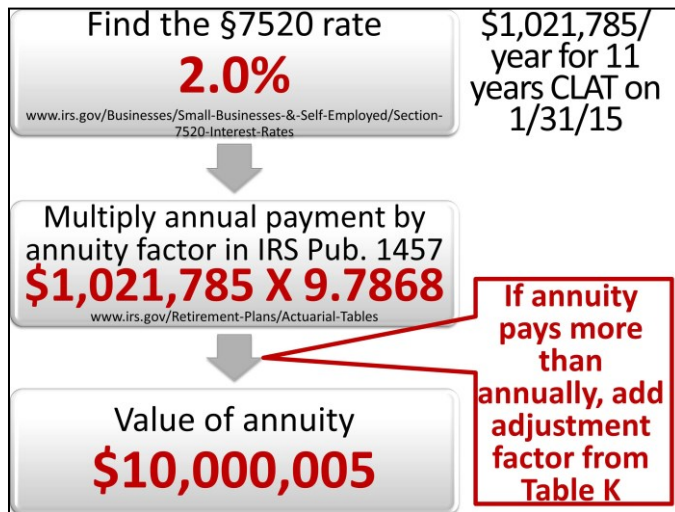 Find the §7520 rate
2.0%
www.irs.gov/Businesses/Small-Businesses-&-Self-Employed/Section-
7520-Interest-Rates
$1,021,785/
year for 11
years CLAT on
1/31/15
Multiply annual payment by
annuity factor in IRS Pub. 1457
$1,021,785 X 9.7868
www.irs.gov/Retirement-Plans/Actuarial-Tables
If annuity
pays more
than
annually, add
adjustment
factor from
Table K
Value of annuity
$10,000,005